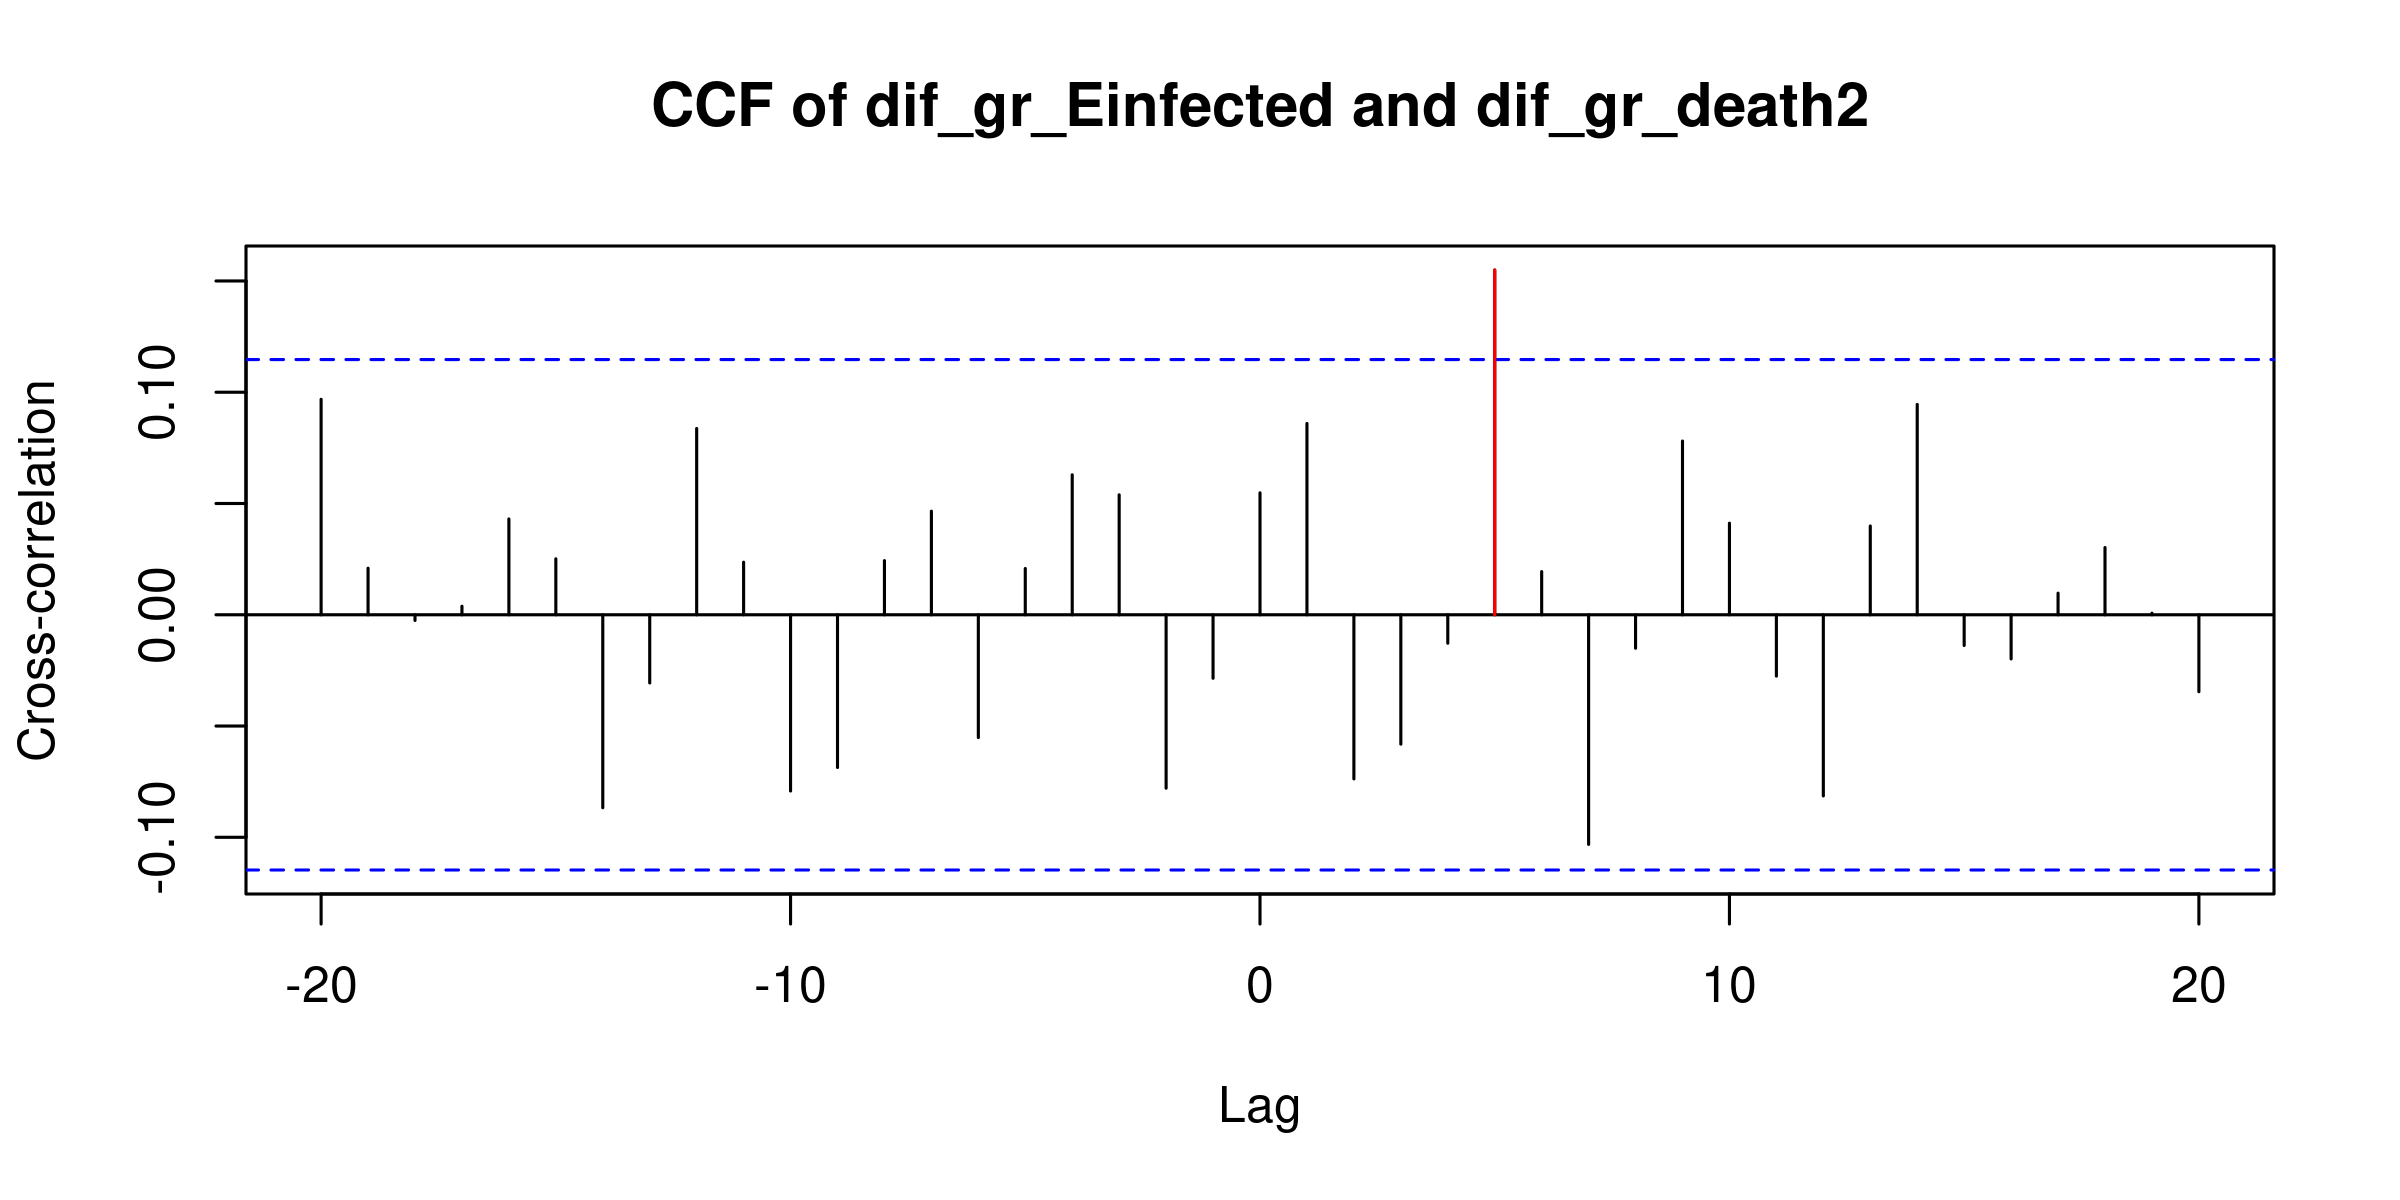 CCF of dif_gr_Einfected and dif_gr_death2
Cross-correlation
0.10
0.00
-0.10
-20 -10 0 10 20
Lag